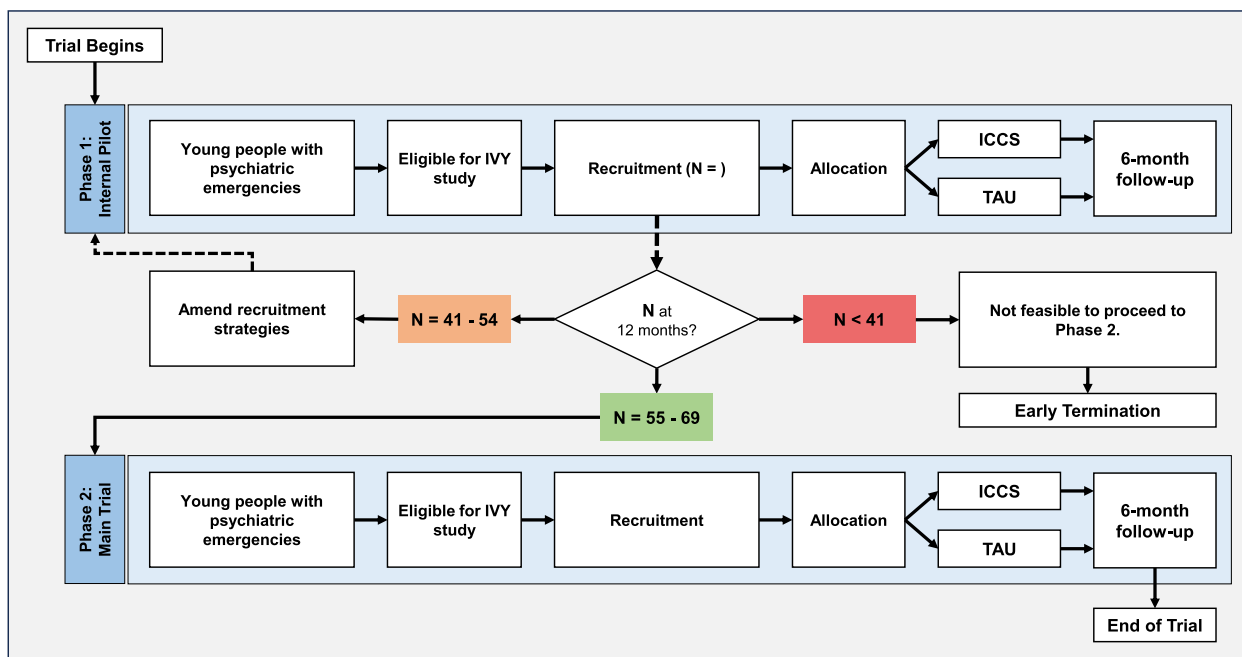 Trial Begins
Phase 1:
Internal Pilot
Young people with
psychiatric
emergencies
Eligible for IVY
study
Recruitment (N = )
Allocation
ICCS
TAU
6-month
follow-up
Amend recruitment
strategies
N = 41 - 54
N at
12 months?
N < 41
Not feasible to proceed to
Phase 2.
Early Termination
N = 55 - 69
Phase 2:
Main Trial
Young people with
psychiatric
emergencies
Eligible for IVY
study
Recruitment
Allocation
ICCS
TAU
6-month
follow-up
End of Trial